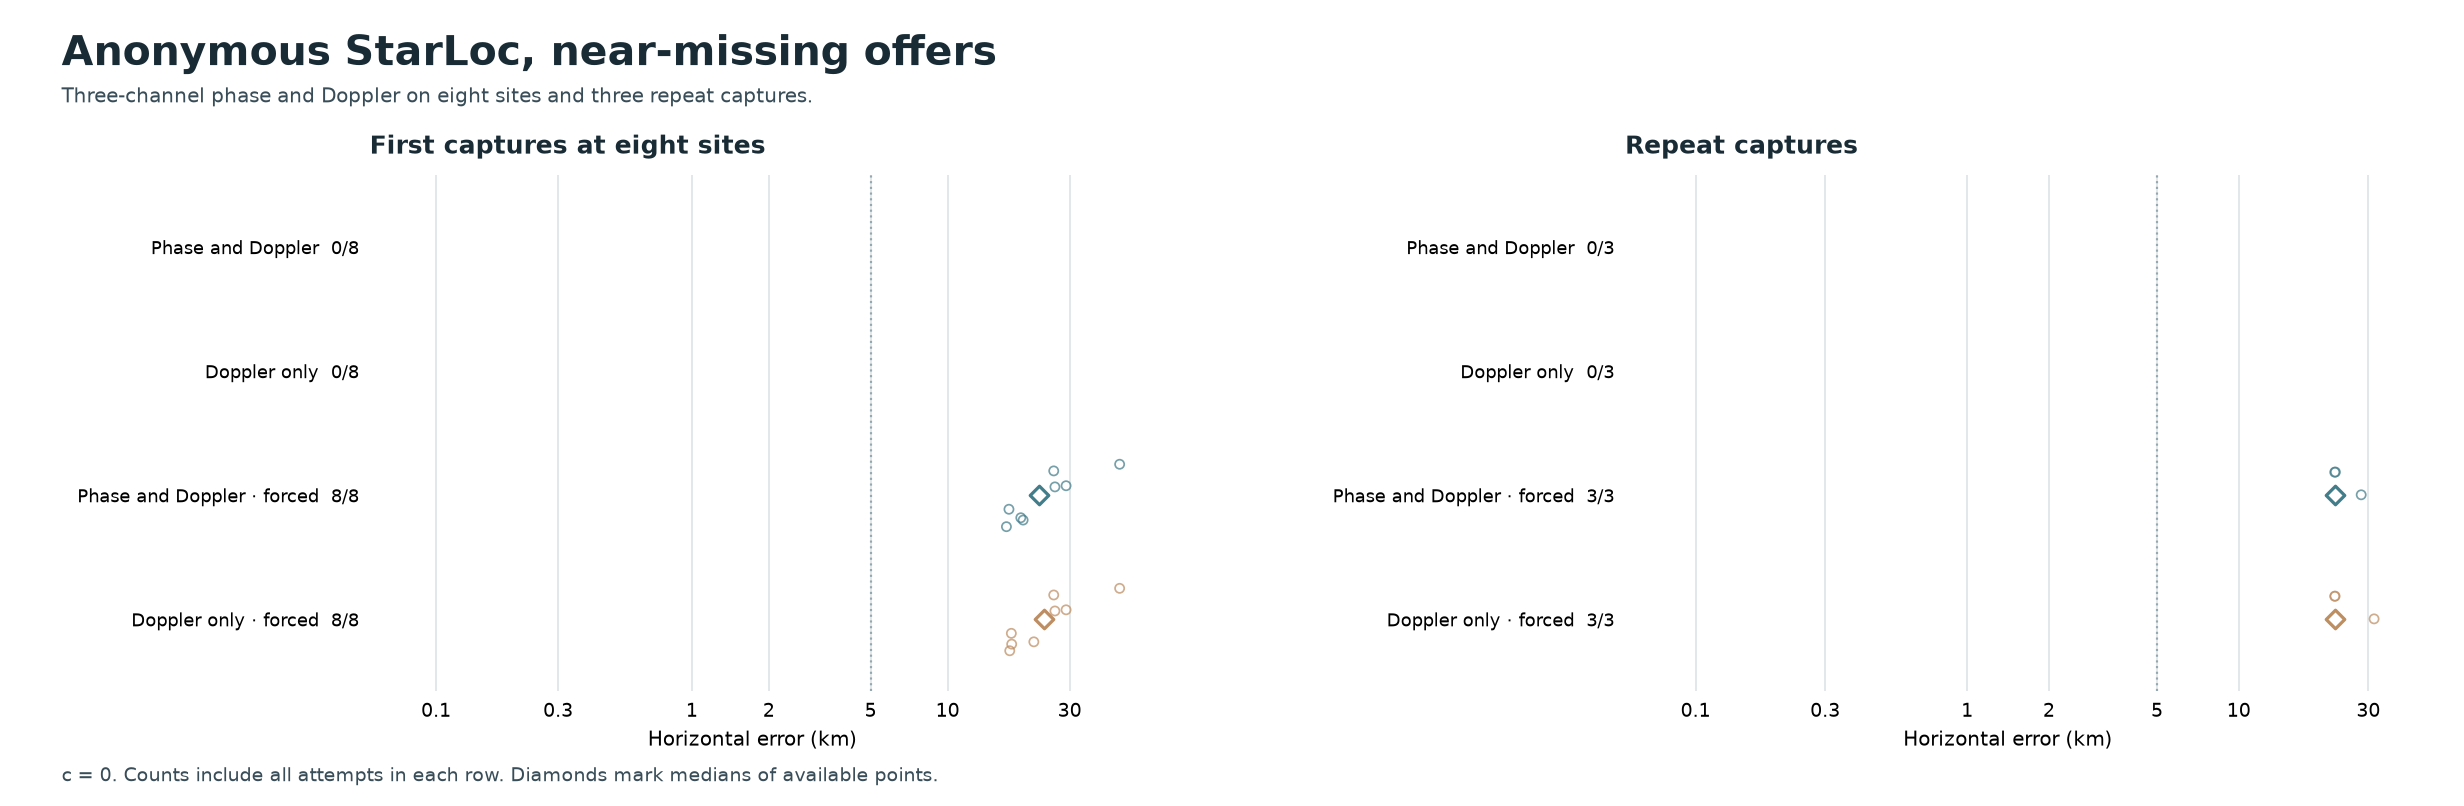 Anonymous StarLoc, near-missing offers
Three-channel phase and Doppler on eight sites and three repeat captures.
First captures at eight sites
Phase and Doppler 0/8
Doppler only 0/8
Phase and Doppler · forced 8/8
Doppler only · forced 8/8
0.1 0.3 1 2 5 10 30
Horizontal error (km)
Repeat captures
Phase and Doppler 0/3
Doppler only 0/3
Phase and Doppler · forced 3/3
Doppler only · forced 3/3
0.1 0.3 1 2 5 10 30
Horizontal error (km)
c = 0. Counts include all attempts in each row. Diamonds mark medians of available points.